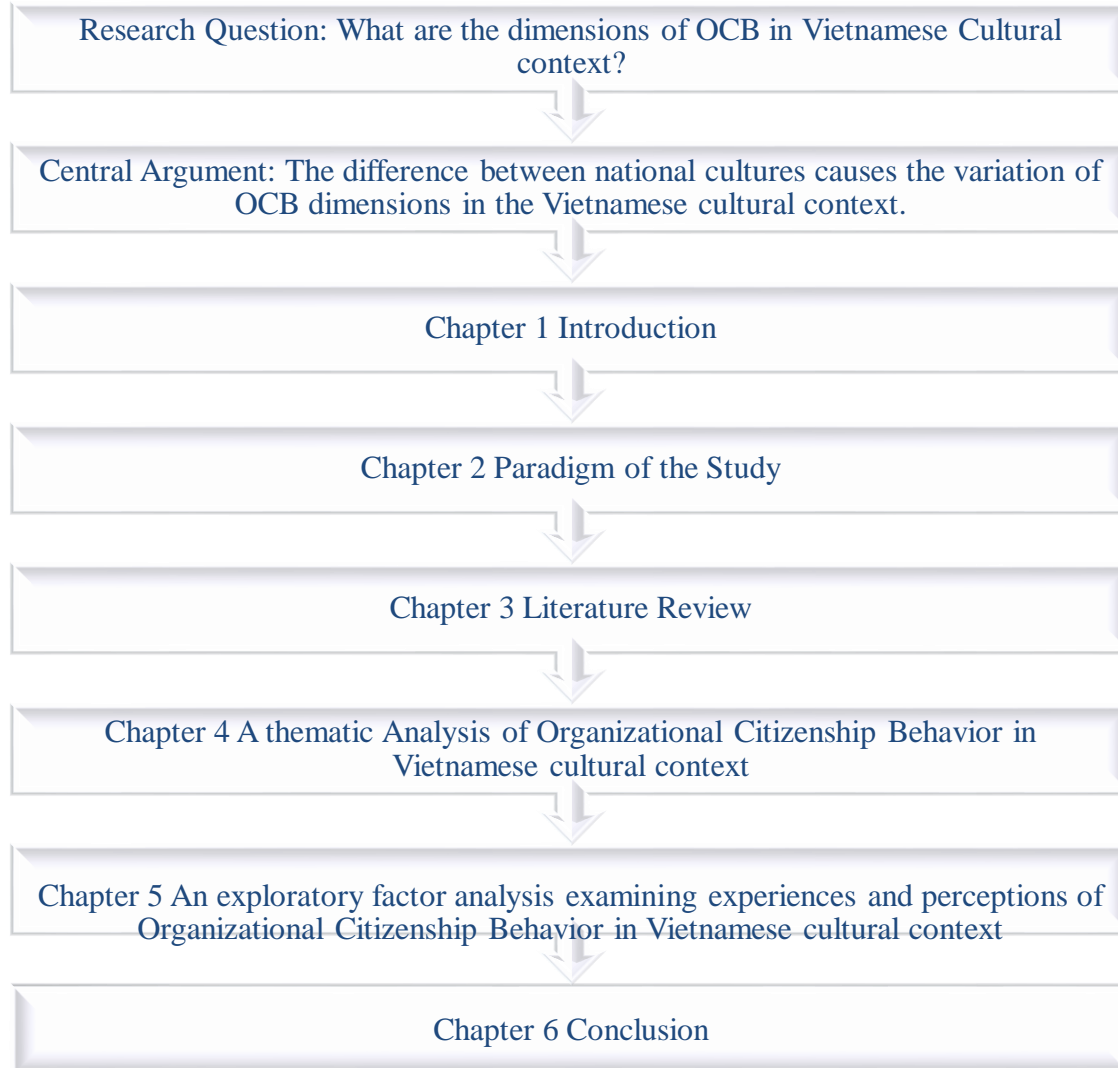 Research Question: What are the dimensions of OCB in Vietnamese Cultural
context?
Central Argument: The difference between national cultures causes the variation of
OCB dimensions in the Vietnamese cultural context.
Chapter 1 Introduction
Chapter 2 Paradigm of the Study
Chapter 3 Literature Review
Chapter 4 A thematic Analysis of Organizational Citizenship Behavior in
Vietnamese cultural context
Chapter 5 An exploratory factor analysis examining experiences and perceptions of
Organizational Citizenship Behavior in Vietnamese cultural context
Chapter 6 Conclusion